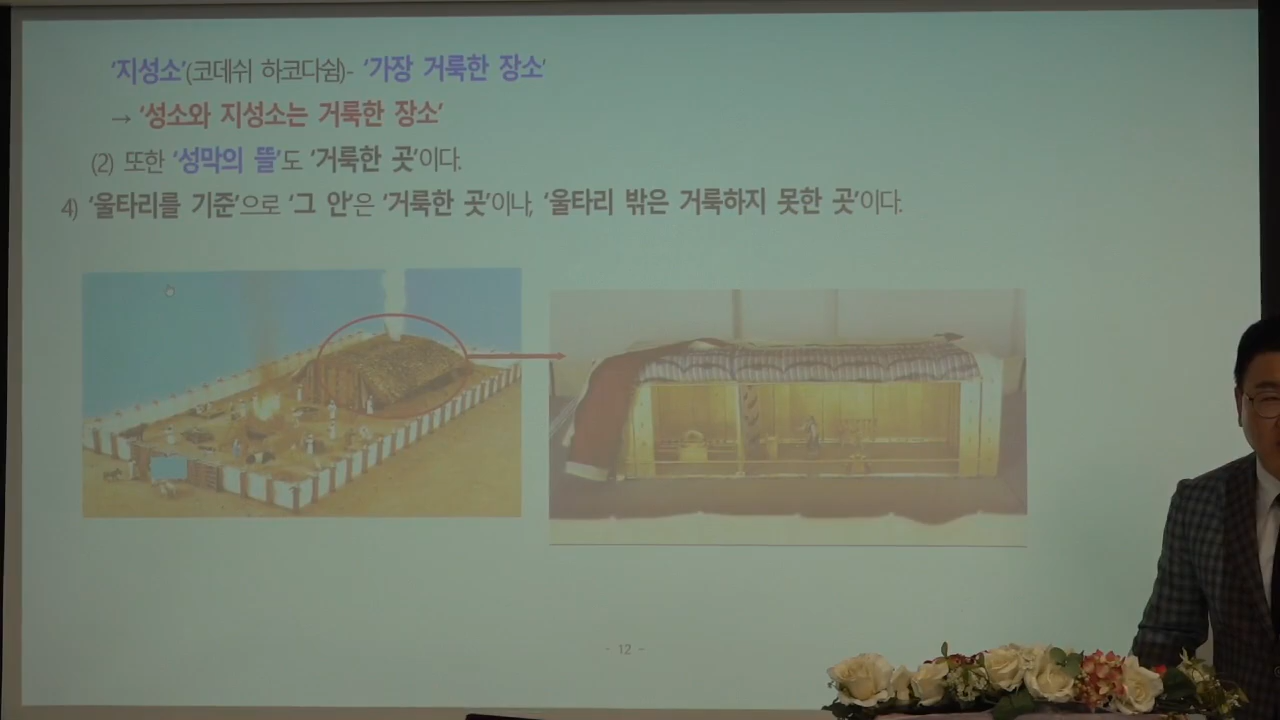 '지성소'(코데쉬 하코다쉼)- '가장 거룩한 장소'
→ '성소와 지성소는 거룩한 장소'
(2) 또한 '성막의 뜰'도 '거룩한 곳'이다.
4) '울타리를 기준'으로 '그 안'은 '거룩한 곳'이나, '울타리 밖은 거룩하지 못한 곳'이다.
- 12 -